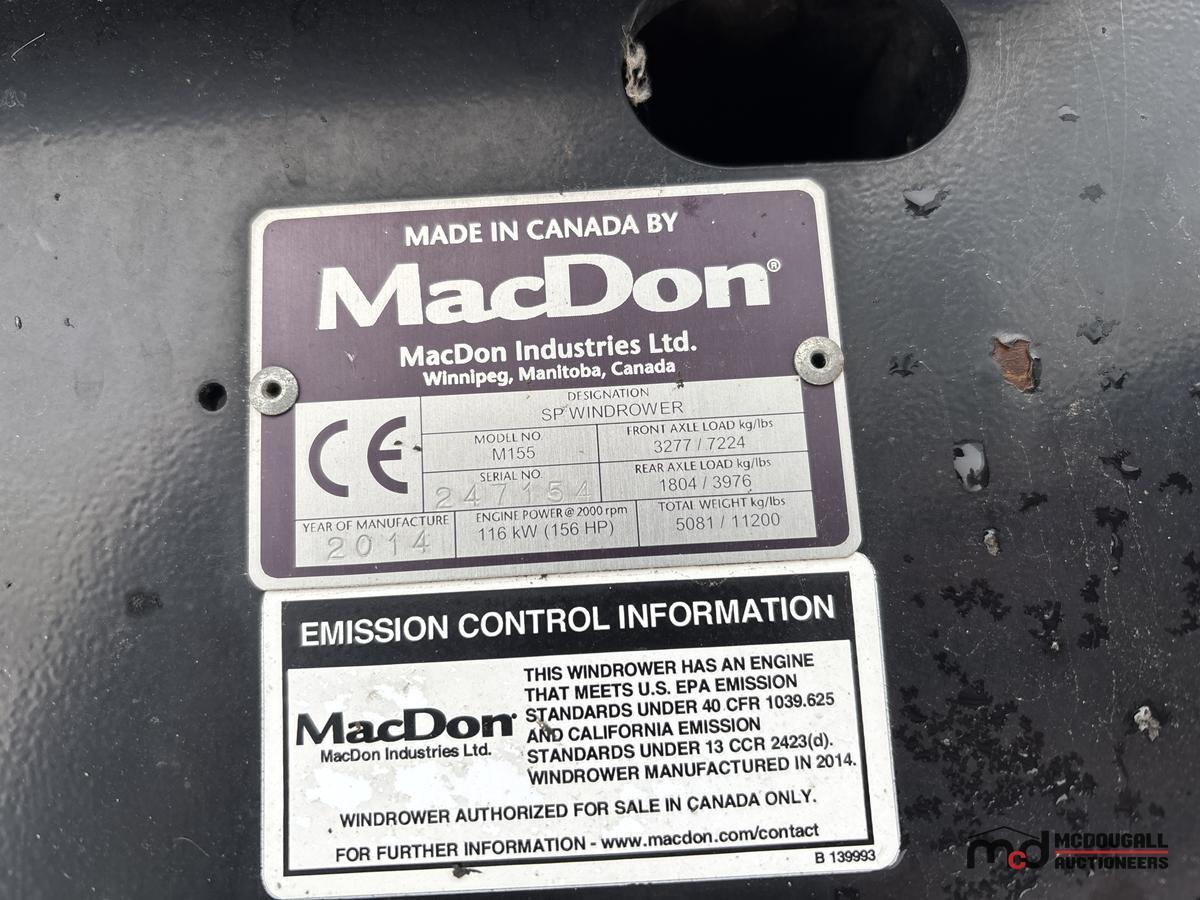 MADE IN CANADA BY
MacDon®
MacDon Industries Ltd.
Winnipeg, Manitoba, Canada
CE
DESIGNATION
SP WINDROWER
MODEL NO.
M155
FRONT AXLE LOAD kg/lbs
3277 / 7224
SERIAL NO.
247154
REAR AXLE LOAD kg/lbs
1804 / 3976
YEAR OF MANUFACTURE
2014
ENGINE POWER @ 2000 rpm
116 kW (156 HP)
TOTAL WEIGHT kg/lbs
5081 / 11200
EMISSION CONTROL INFORMATION
MacDon
MacDon Industries Ltd.
THIS WINDROWER HAS AN ENGINE
THAT MEETS U.S. EPA EMISSION
STANDARDS UNDER 40 CFR 1039.625
AND CALIFORNIA EMISSION
STANDARDS UNDER 13 CCR 2423(d).
WINDROWER MANUFACTURED IN 2014.
WINDROWER AUTHORIZED FOR SALE IN CANADA ONLY.
FOR FURTHER INFORMATION - www.macdon.com/contact
B 139993
mcd
MCDOUGALL
AUCTIONEERS